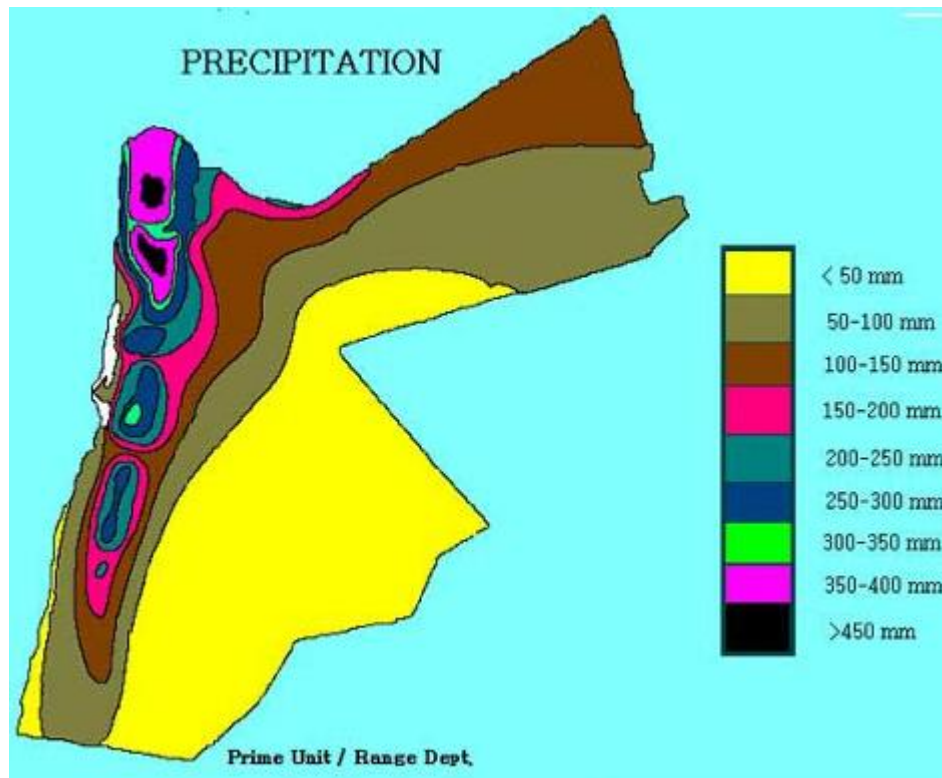 PRECIPITATION
< 50 mm
50-100 mm
100-150 mm
150-200 mm
200-250 mm
250-300 mm
300-350 mm
350-400 mm
>450 mm
Prime Unit / Range Dept.